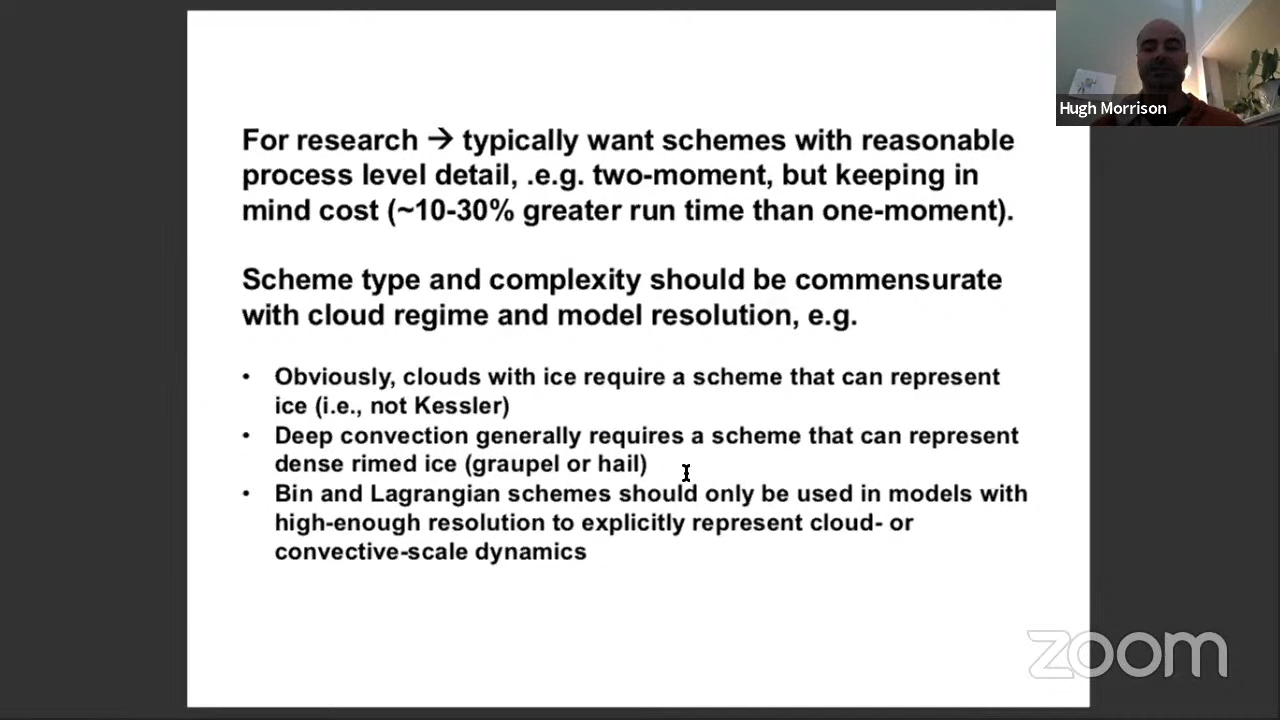 For research → typically want schemes with reasonable
process level detail, .e.g. two-moment, but keeping in
mind cost (~10-30% greater run time than one-moment).
Scheme type and complexity should be commensurate
with cloud regime and model resolution, e.g.
• Obviously, clouds with ice require a scheme that can represent
ice (i.e., not Kessler)
• Deep convection generally requires a scheme that can represent
dense rimed ice (graupel or hail)
• Bin and Lagrangian schemes should only be used in models with
high-enough resolution to explicitly represent cloud- or
convective-scale dynamics
Hugh Morrison
zoom